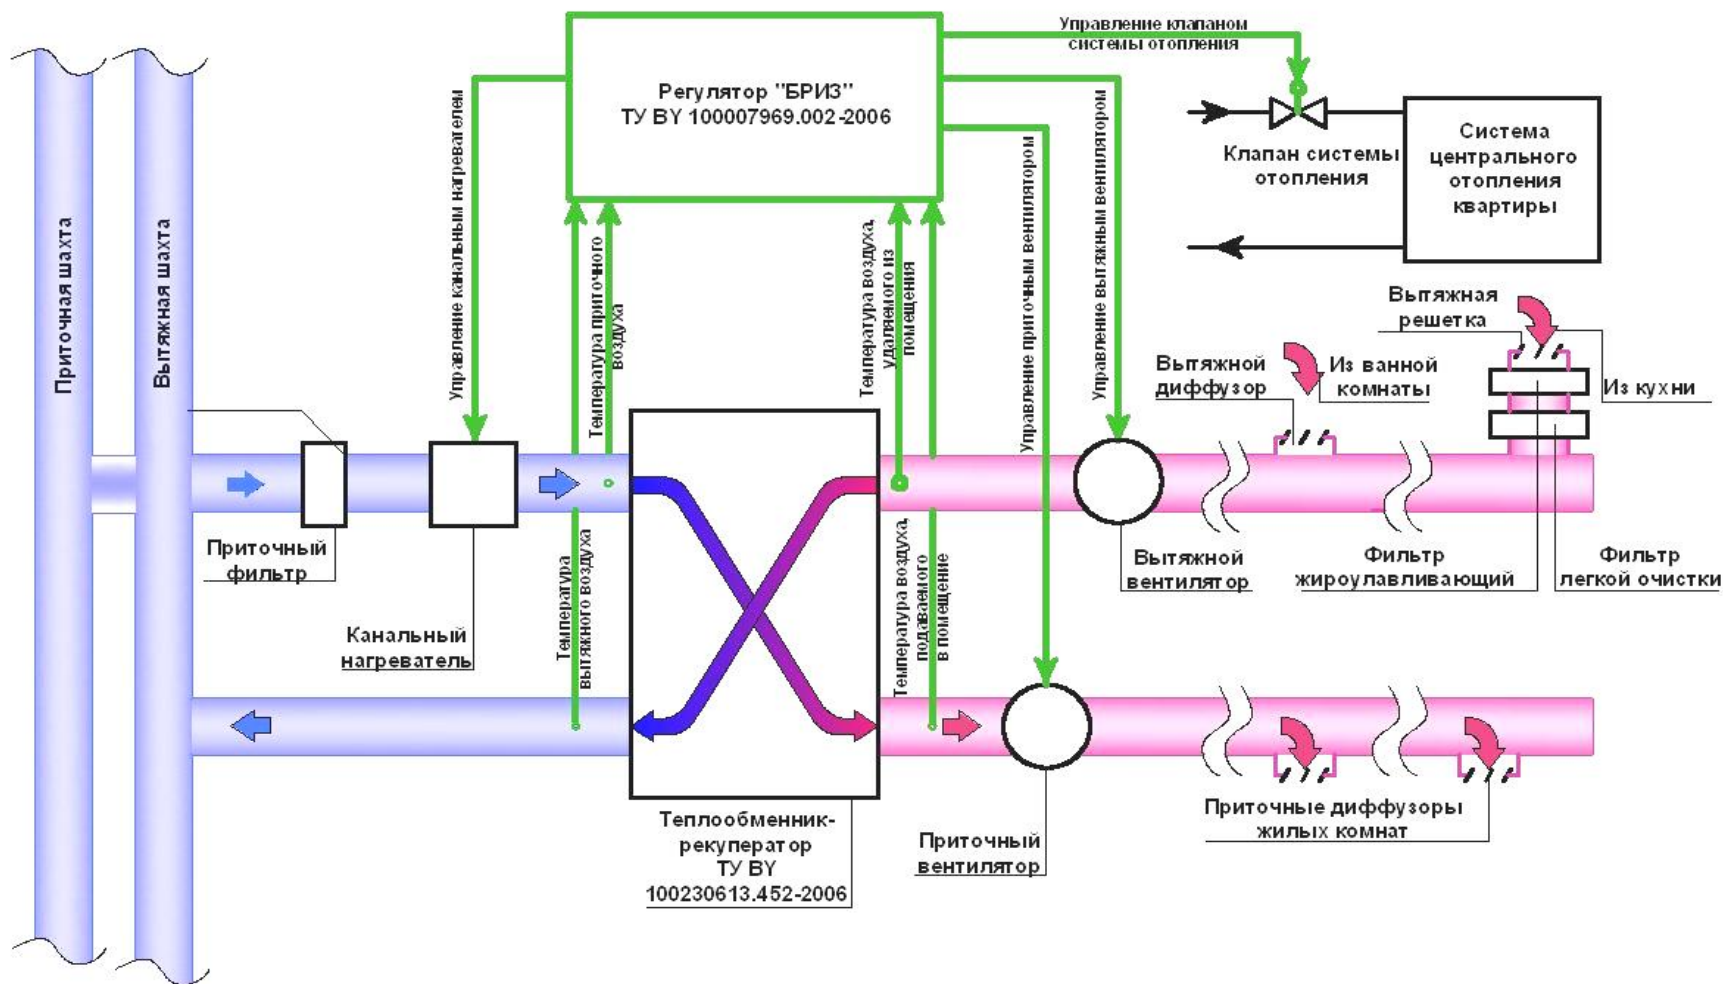 Управление клапаном
системы отопления
Регулятор "БРИЗ"
ТУ BY 100007969.002-2006
Клапан системы
отопления
Система
центрального
отопления
квартиры
Приточная шахта
Вытяжная шахта
Управление канальным нагревателем
Температура приточного
воздуха
Температура воздуха,
удаляемого из
помещения
Управление приточным вентилятором
Управление вытяжным вентилятором
Вытяжной
диффузор
Из ванной
комнаты
Вытяжная
решетка
Из кухни
Приточный
фильтр
Канальный
нагреватель
Температура
вытяжного воздуха
Температура воздуха,
подаваемого
в помещение
Вытяжной
вентилятор
Фильтр
жироулавливающий
Фильтр
легкой очистки
Теплообменник-
рекуператор
ТУ BY
100230613.452-2006
Приточный
вентилятор
Приточные диффузоры
жилых комнат